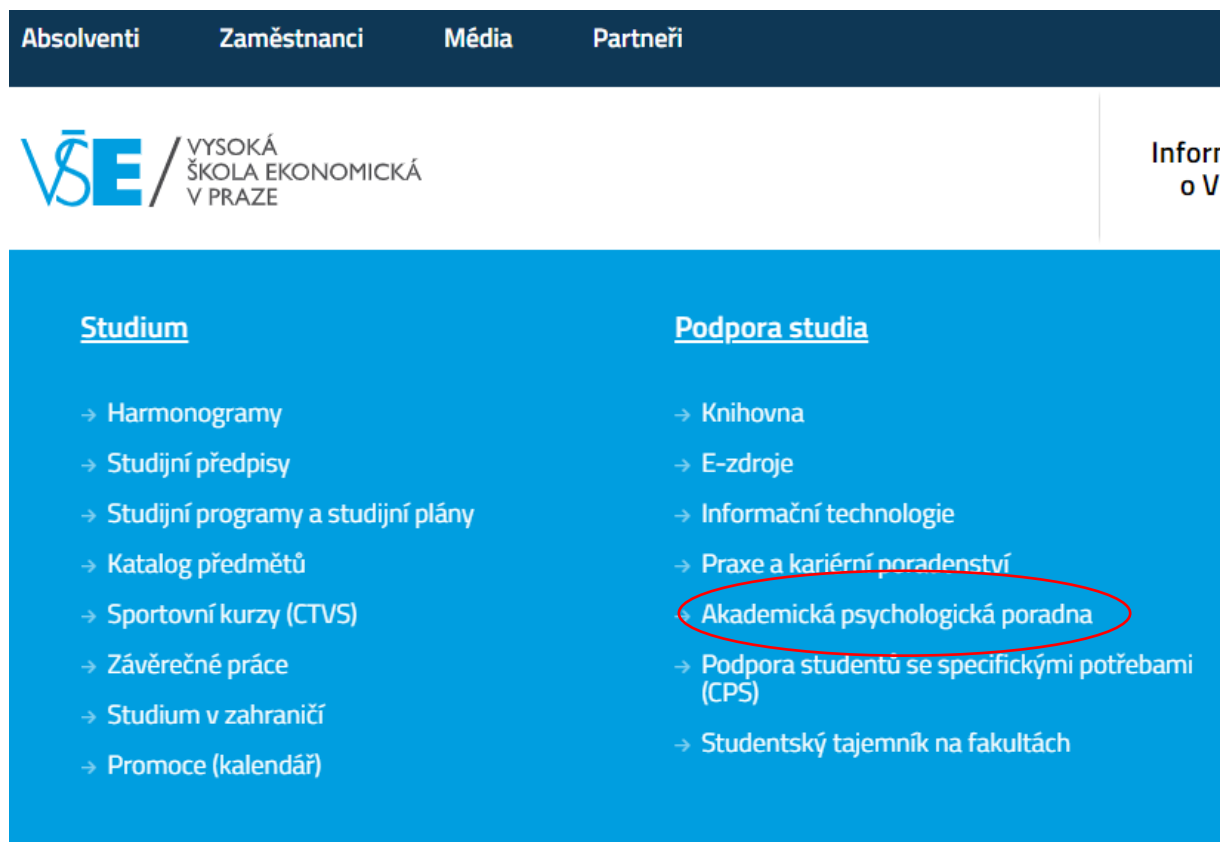 Absolventi Zaměstnanci Média Partneři
VŠE / VYSOKÁ
ŠKOLA EKONOMICKÁ
V PRAZE
Studium
→ Harmonogramy
→ Studijní předpisy
→ Studijní programy a studijní plány
→ Katalog předmětů
→ Sportovní kurzy (CTVS)
→ Závěrečné práce
→ Studium v zahraničí
→ Promoce (kalendář)
Podpora studia
→ Knihovna
→ E-zdroje
→ Informační technologie
→ Praxe a kariérní poradenství
→ Akademická psychologická poradna
→ Podpora studentů se specifickými potřebami
(CPS)
→ Studentský tajemník na fakultách